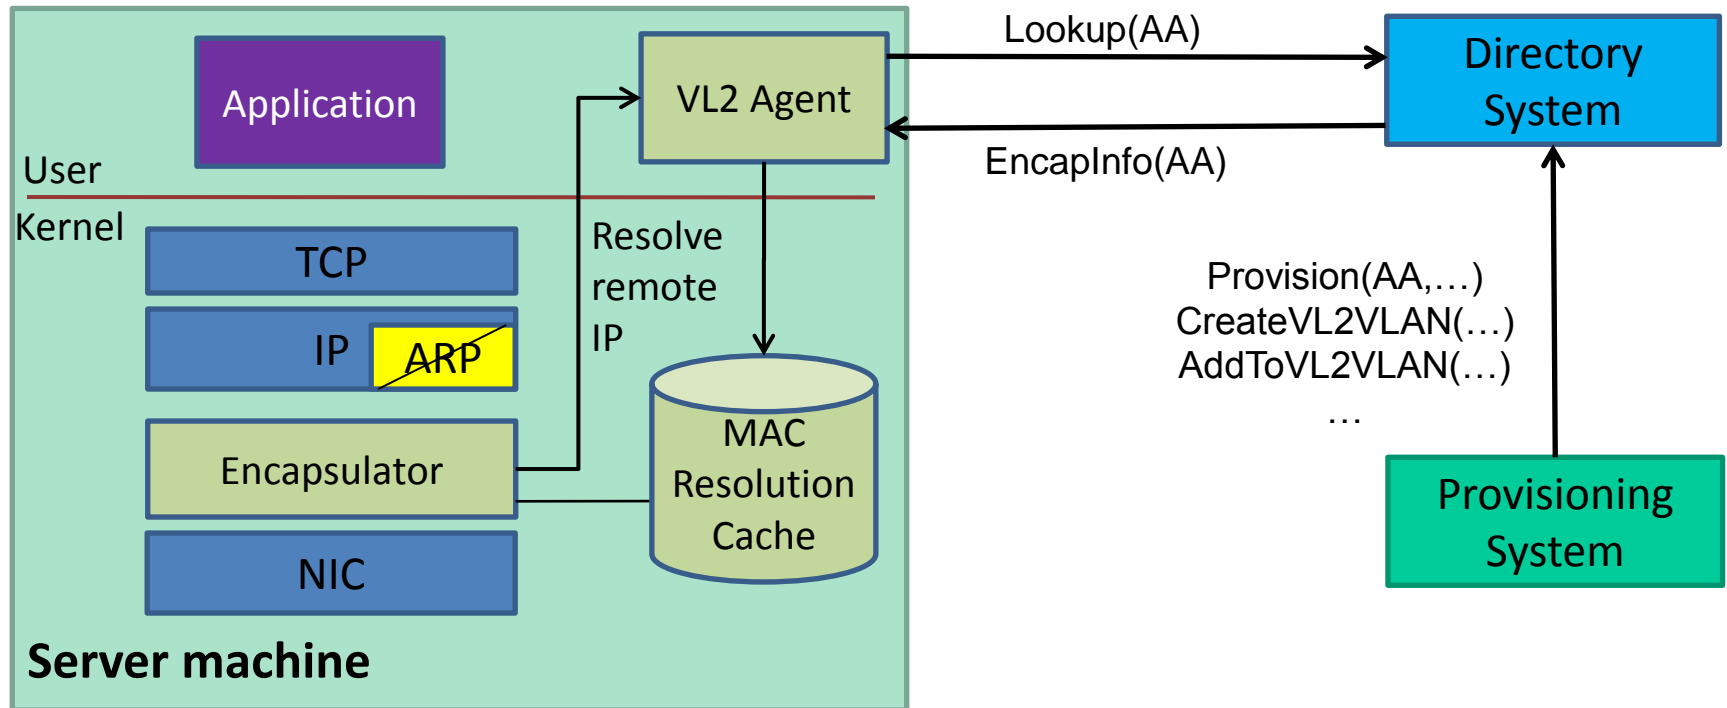 Application
VL2 Agent
Lookup(AA)
EncapInfo(AA)
Directory
System
User
Kernel
TCP
IP
ARP
Resolve
remote
IP
Encapsulator
MAC
Resolution
Cache
NIC
Server machine
Provision(AA,…)
CreateVL2VLAN(…)
AddToVL2VLAN(…)
…
Provisioning
System